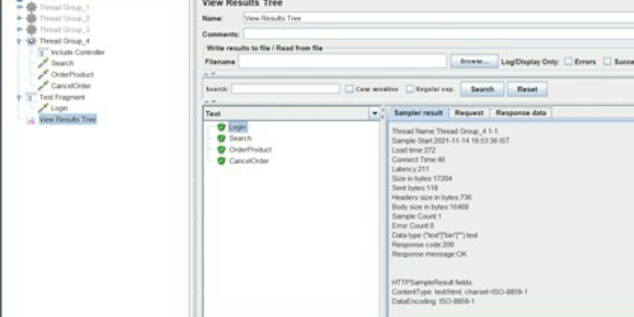 Thread Group_1
Thread Group_2
Thread Group_3
Thread Group_4
Include Controller
Search
OrderProduct
CancelOrder
Test Fragment
Login
View Results Tree
View Results Tree
Name: View Results Tree
Comments:
Write results to file / Read from file
Filename Browse... Log/Display Only: Errors Succe
Search: Case sensitive Regular exp. Search Reset
Text
Login
Search
OrderProduct
CancelOrder
Sampler result Request Response data
Thread Name:Thread Group_4 1-1
Sample Start:2021-11-14 19:53:36 IST
Load time:272
Connect Time:46
Latency:211
Size in bytes:17204
Sent bytes:118
Headers size in bytes:736
Body size in bytes:16468
Sample Count:1
Error Count:0
Data type ("text"|"bin"|""):text
Response code:200
Response message:OK
HTTPSampleResult fields:
ContentType: text/html; charset=ISO-8859-1
DataEncoding: ISO-8859-1